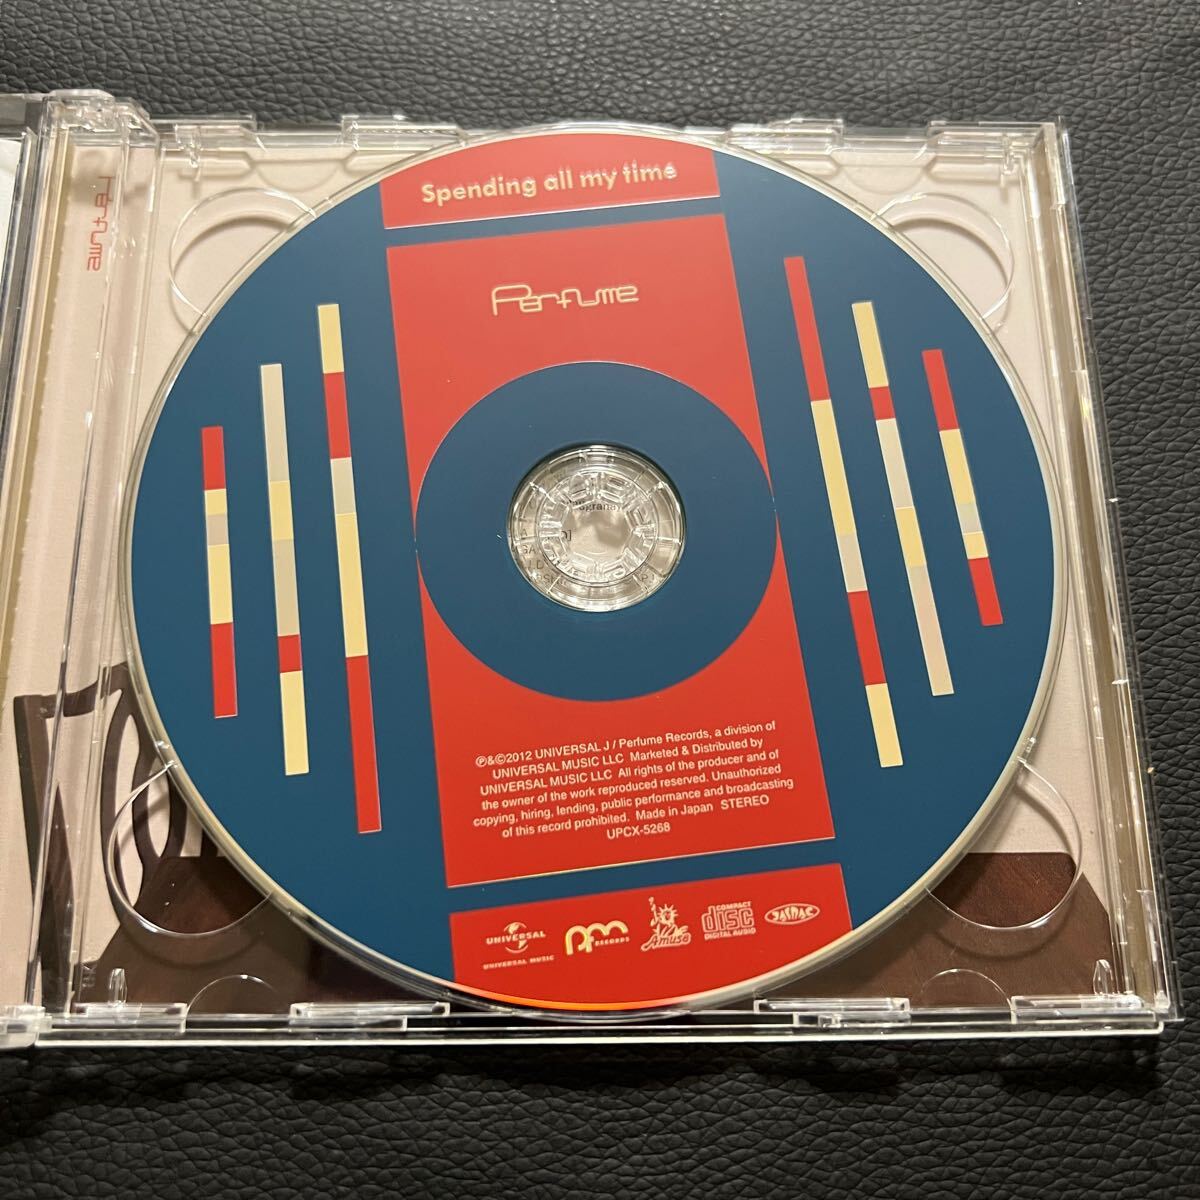 Perfume
Spending all my time
Perfume
℗&©2012 UNIVERSAL J / Perfume Records, a division of
UNIVERSAL MUSIC LLC Marketed & Distributed by
UNIVERSAL MUSIC LLC All rights of the producer and of
the owner of the work reproduced reserved. Unauthorized
copying, hiring, lending, public performance and broadcasting
of this record prohibited. Made in Japan STEREO
UPCX-5268
UNIVERSAL
UNIVERSAL MUSIC
pfm
RECORDS
Amuse
COMPACT
disc
DIGITAL AUDIO
JASRAC